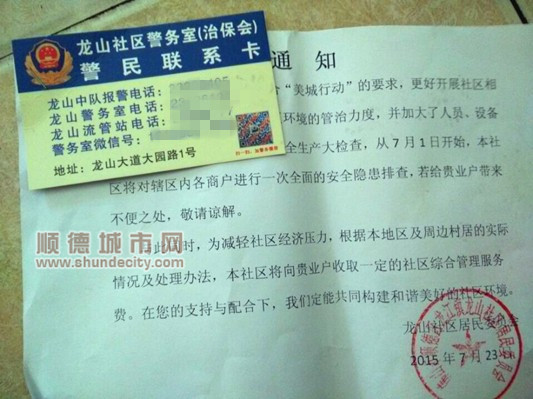 龙山社区警务室(治保会)
警民联系卡
龙山中队报警电话:
龙山警务室电话:
龙山流管站电话:
警务室微信号:
地址: 龙山大道大园路1号
通 知
“美城行动”的要求，更好开展社区相
环境的管治力度，并加大了人员、设备
全生产大检查，从7月1日开始，本社
区将对辖区内各商户进行一次全面的安全隐患排查，若给贵业户带来
不便之处，敬请谅解。
此 时，为减轻社区经济压力，根据本地区及周边村居的实际
情况及处理办法，本社区将向贵业户收取一定的社区综合管理服务
费。在您的支持与配合下，我们定能共同构建和谐美好的社区环境。
龙山社区居民委员会
2015年7月23
顺德城市网
www.shundecity.com